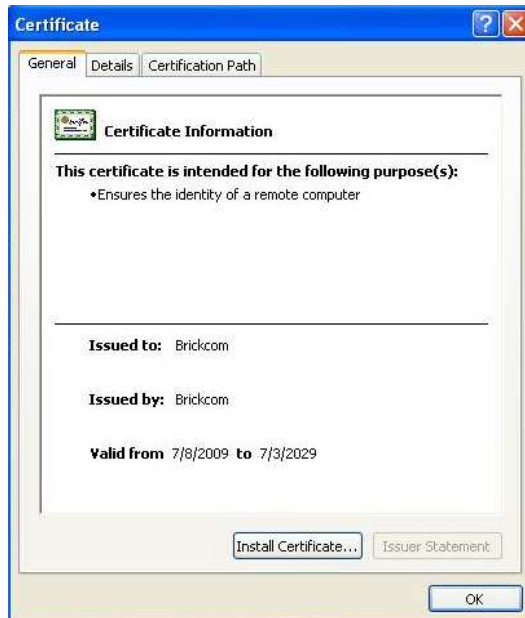 Certificate
General Details Certification Path
Certificate Information
This certificate is intended for the following purpose(s):
•Ensures the identity of a remote computer
Issued to: Brickcom
Issued by: Brickcom
Valid from 7/8/2009 to 7/3/2029
Install Certificate... Issuer Statement
OK